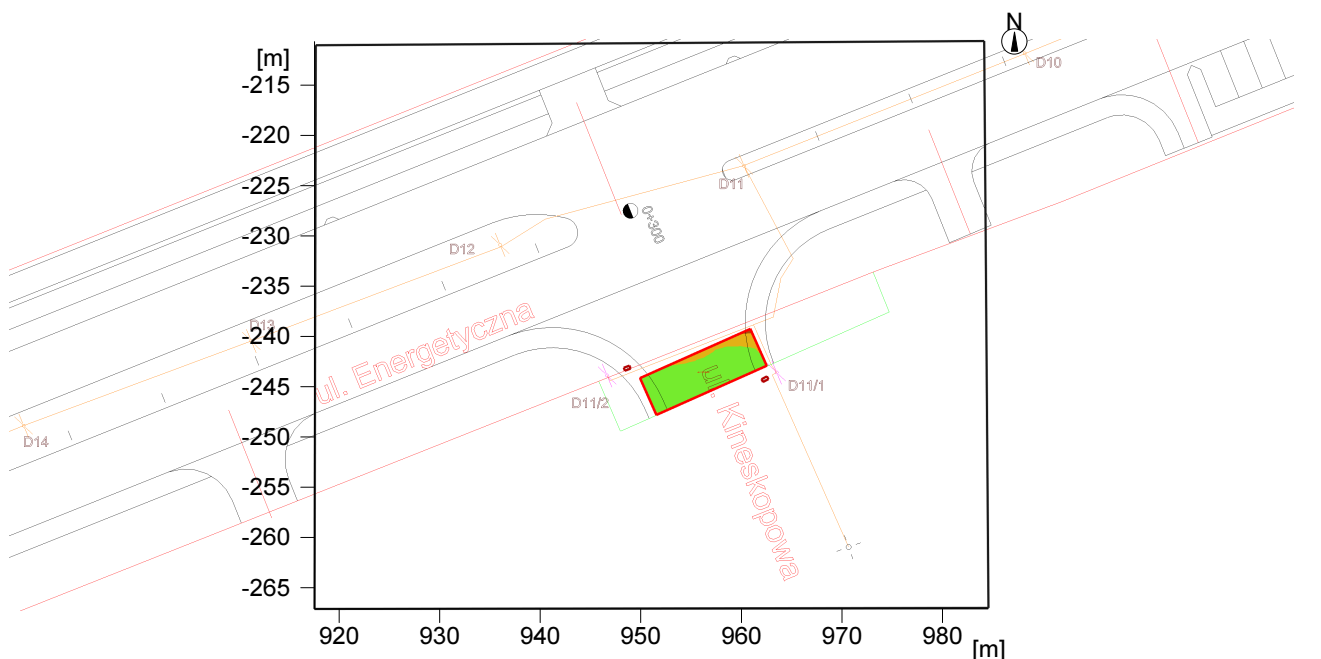 N
[m]
D10
-215
-220
-225
D11
-230
0+300
D12
-235
-240
D13
ul. Energetyczna
-245
D11/2
D11/1
ul. Kineskopowa
D14
-250
-255
-260
-265
920
930
940
950
960
970
980
[m]